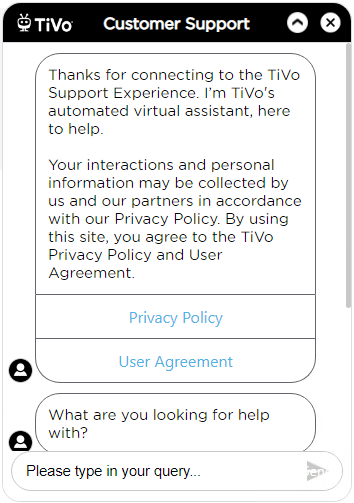 TiVo Customer Support
Thanks for connecting to the TiVo
Support Experience. I’m TiVo's
automated virtual assistant, here
to help.
Your interactions and personal
information may be collected by
us and our partners in accordance
with our Privacy Policy. By using
this site, you agree to the TiVo
Privacy Policy and User
Agreement.
Privacy Policy
User Agreement
What are you looking for help
with?
Please type in your query...